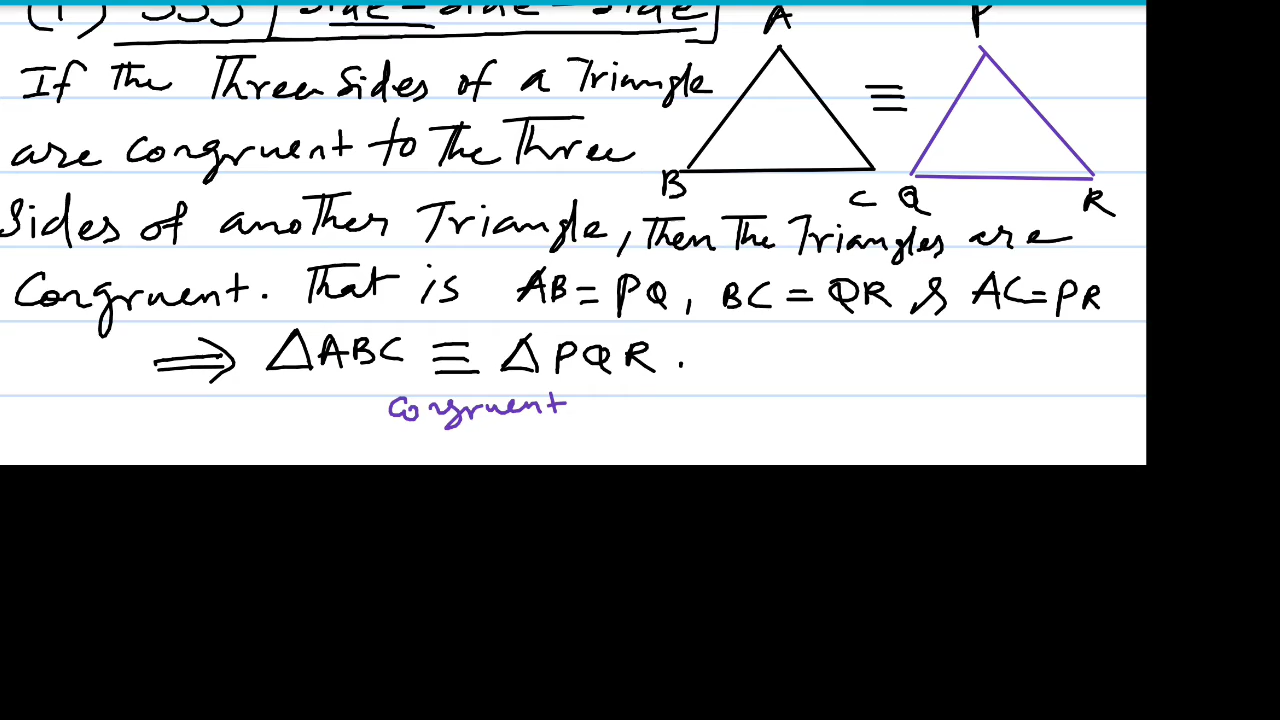 (1) SSS [Side - Side - Side]
A P
If the Three Sides of a Triangle ≡
are congruent to the Three
B C Q R
Sides of another Triangle, then the Triangles are
Congruent. That is AB = PQ, BC = QR & AC = PR
⟹ △ABC ≡ △PQR.
Congruent